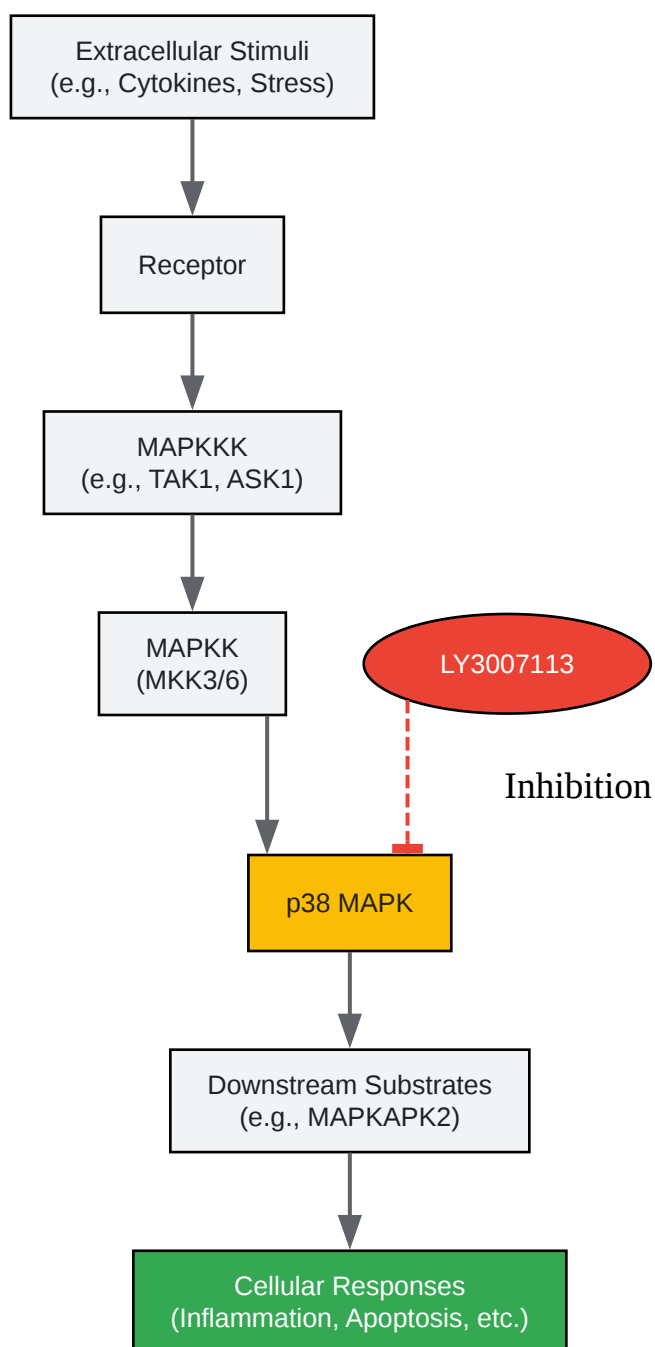 Extracellular Stimuli
(e.g., Cytokines, Stress)
Receptor
MAPKKK
(e.g., TAK1, ASK1)
MAPKK
(MKK3/6)
LY3007113
Inhibition
p38 MAPK
Downstream Substrates
(e.g., MAPKAPK2)
Cellular Responses
(Inflammation, Apoptosis, etc.)